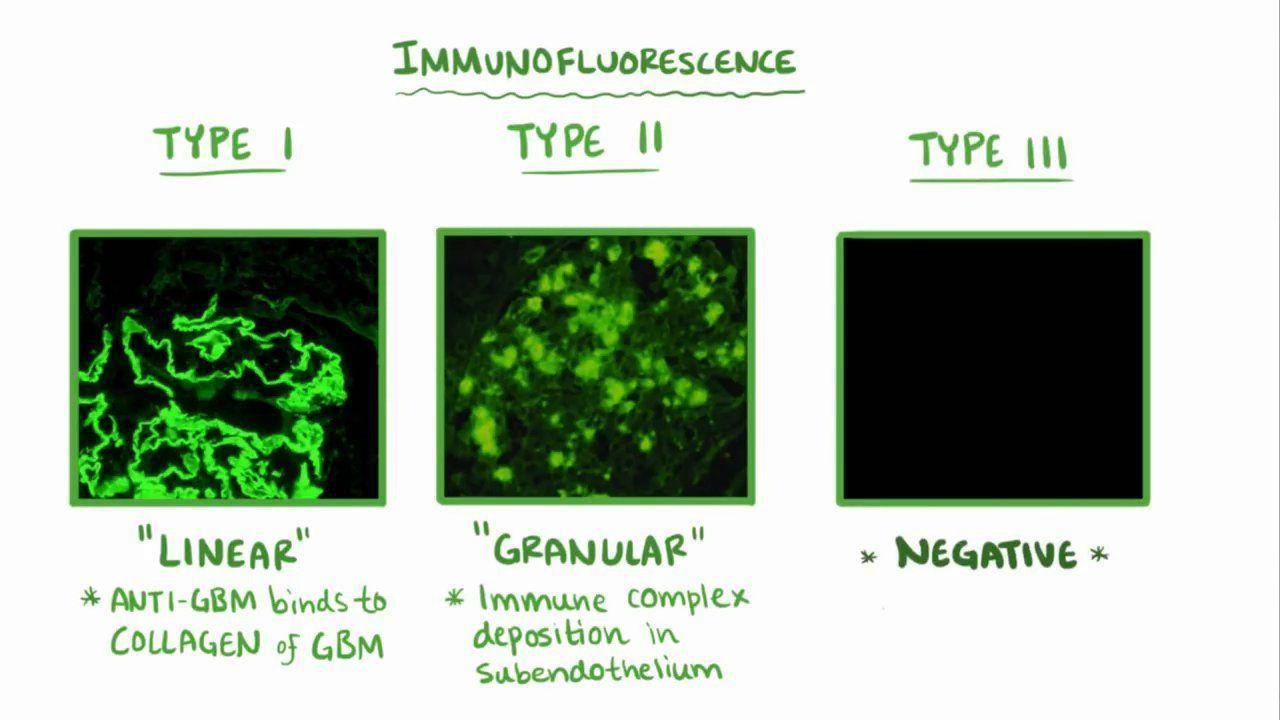 IMMUNOFLUORESCENCE
TYPE I
TYPE II
TYPE III
"LINEAR"
* ANTI-GBM binds to
COLLAGEN of GBM
"GRANULAR"
* Immune complex
deposition in
subendothelium
* NEGATIVE *